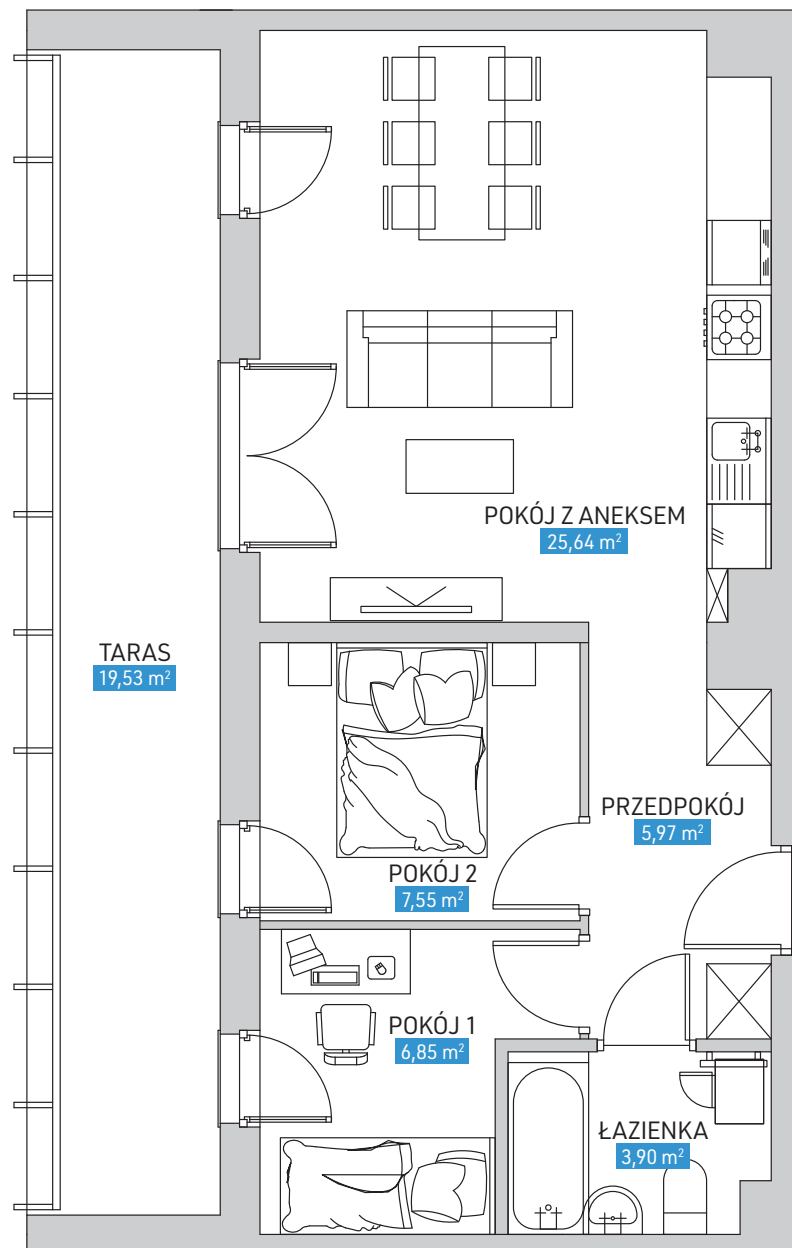 POKÓJ Z ANEKSEM
25,64 m²
TARAS
19,53 m²
PRZEDPOKÓJ
5,97 m²
POKÓJ 2
7,55 m²
POKÓJ 1
6,85 m²
ŁAZIENKA
3,90 m²